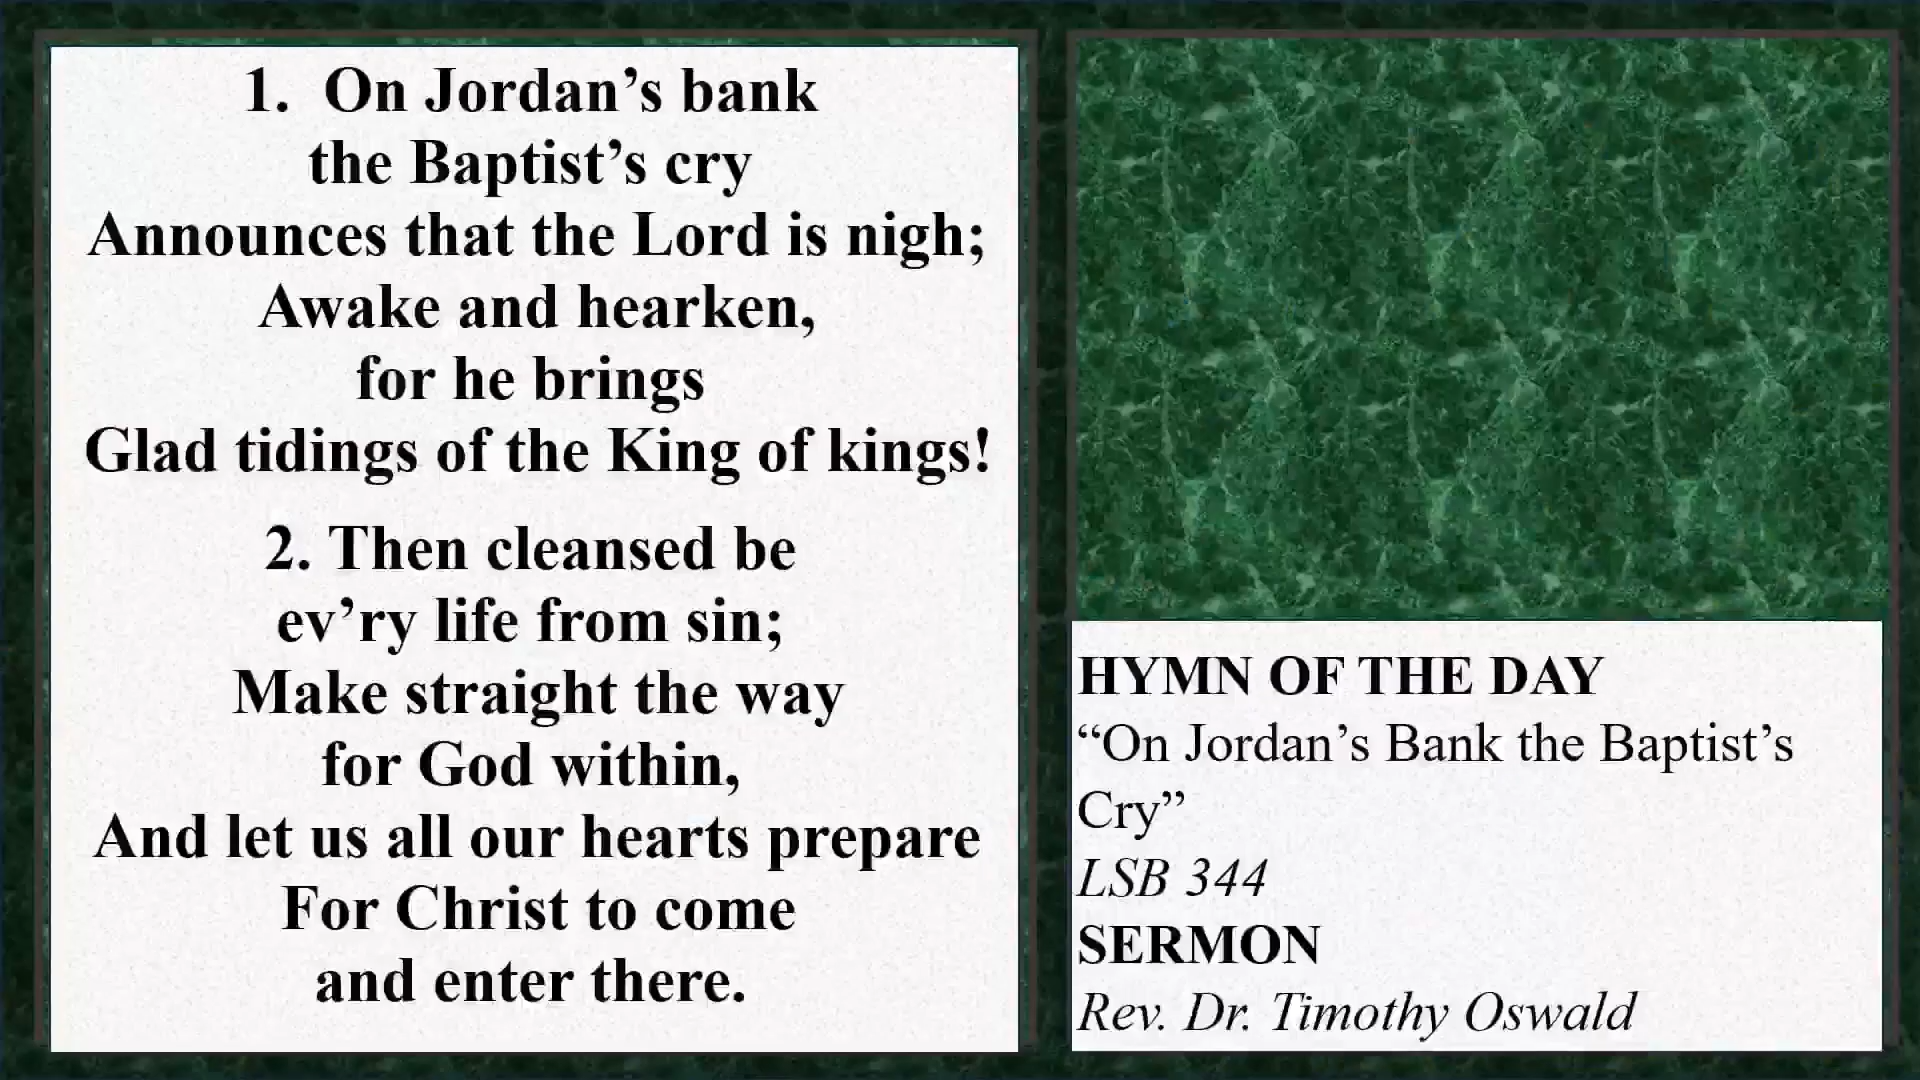 1. On Jordan’s bank
the Baptist’s cry
Announces that the Lord is nigh;
Awake and hearken,
for he brings
Glad tidings of the King of kings!
2. Then cleansed be
ev’ry life from sin;
Make straight the way
for God within,
And let us all our hearts prepare
For Christ to come
and enter there.
HYMN OF THE DAY
“On Jordan’s Bank the Baptist’s
Cry”
LSB 344
SERMON
Rev. Dr. Timothy Oswald